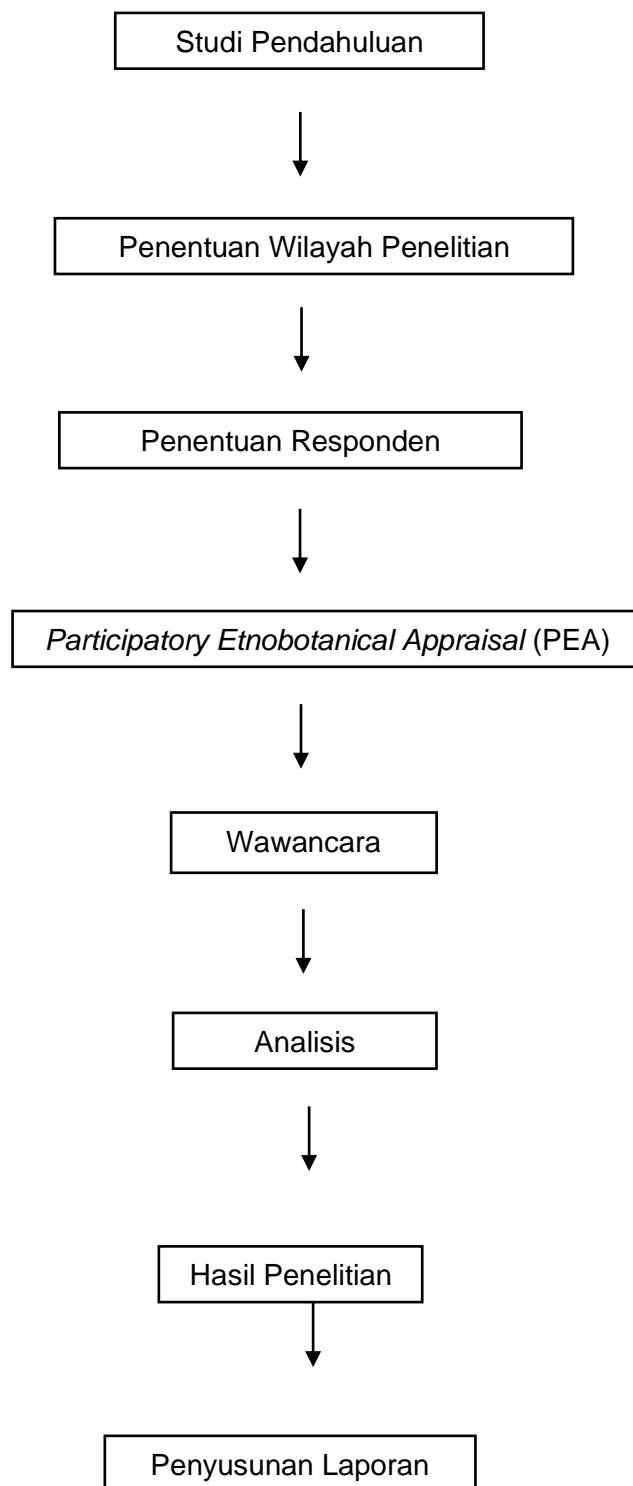 Studi Pendahuluan
Penentuan Wilayah Penelitian
Penentuan Responden
Participatory Etnobotanical Appraisal (PEA)
Wawancara
Analisis
Hasil Penelitian
Penyusunan Laporan